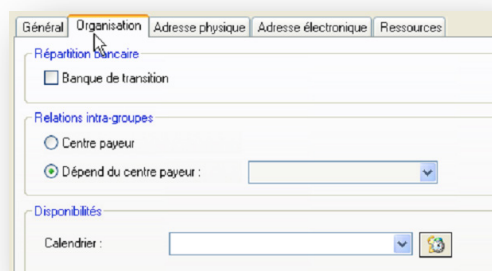 Général Organisation Adresse physique Adresse électronique Ressources
Répartition bancaire
Banque de transition
Relations intra-groupes
Centre payeur
Dépend du centre payeur :
Disponibilités
Calendrier :